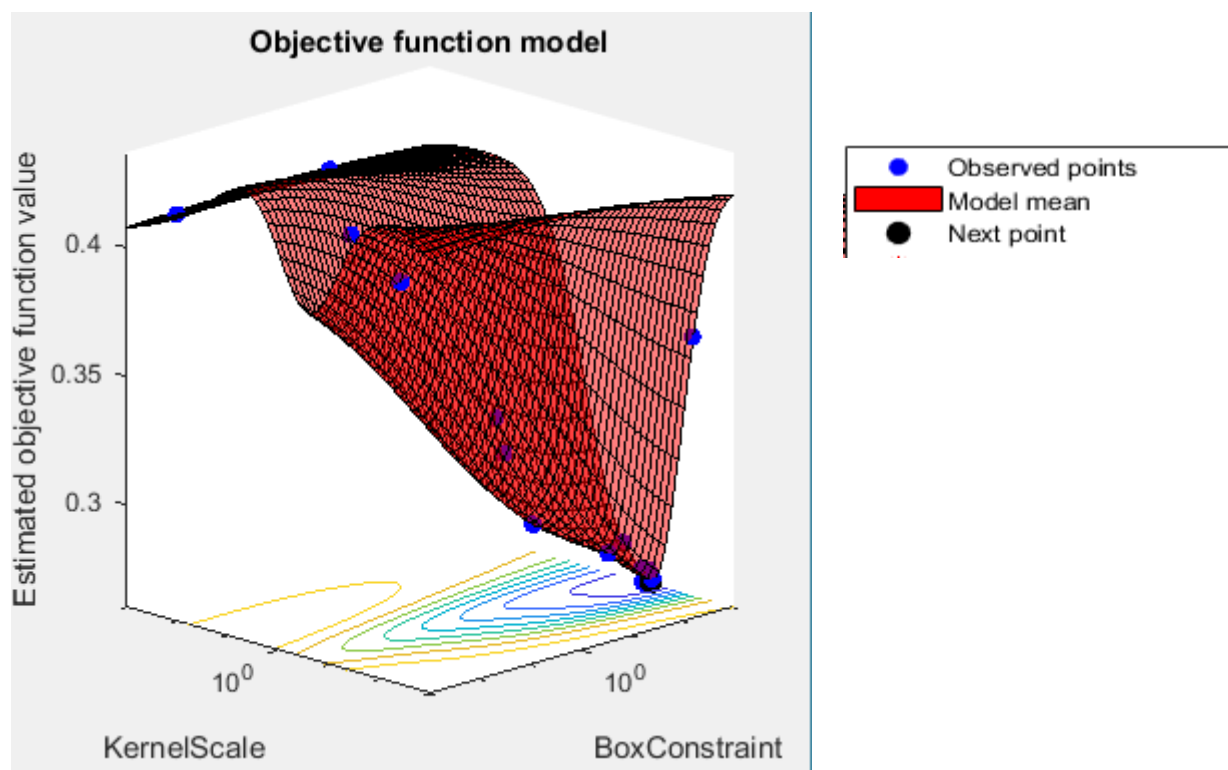 Objective function model
Estimated objective function value
0.4
0.35
0.3
10^0
10^0
KernelScale
BoxConstraint
Observed points
Model mean
Next point